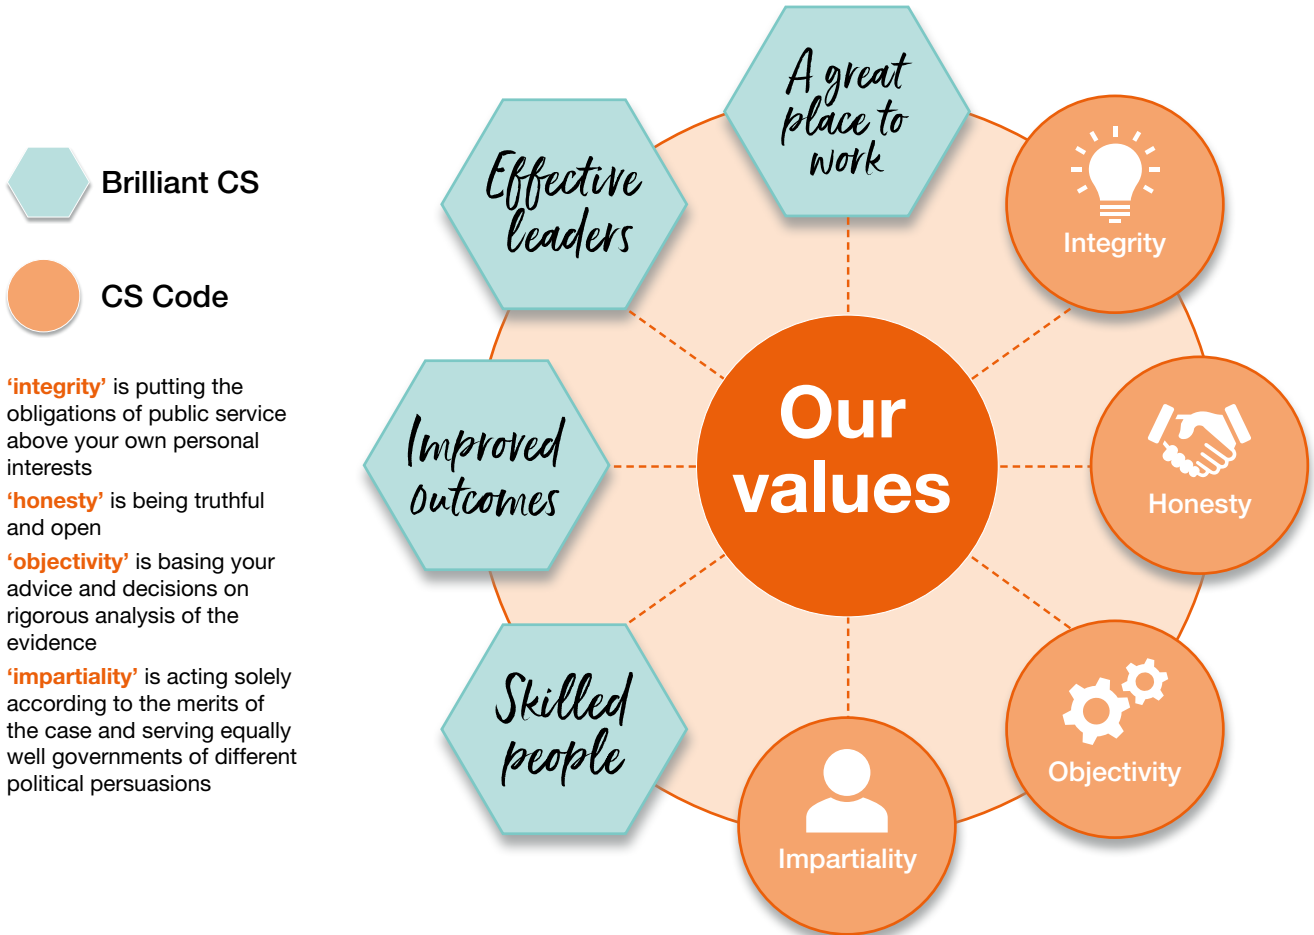 Brilliant CS
CS Code
‘integrity’ is putting the
obligations of public service
above your own personal
interests
‘honesty’ is being truthful
and open
‘objectivity’ is basing your
advice and decisions on
rigorous analysis of the
evidence
‘impartiality’ is acting solely
according to the merits of
the case and serving equally
well governments of different
political persuasions
Our
values
A great
place to
work
Integrity
Honesty
Objectivity
Impartiality
Skilled
people
Improved
outcomes
Effective
leaders